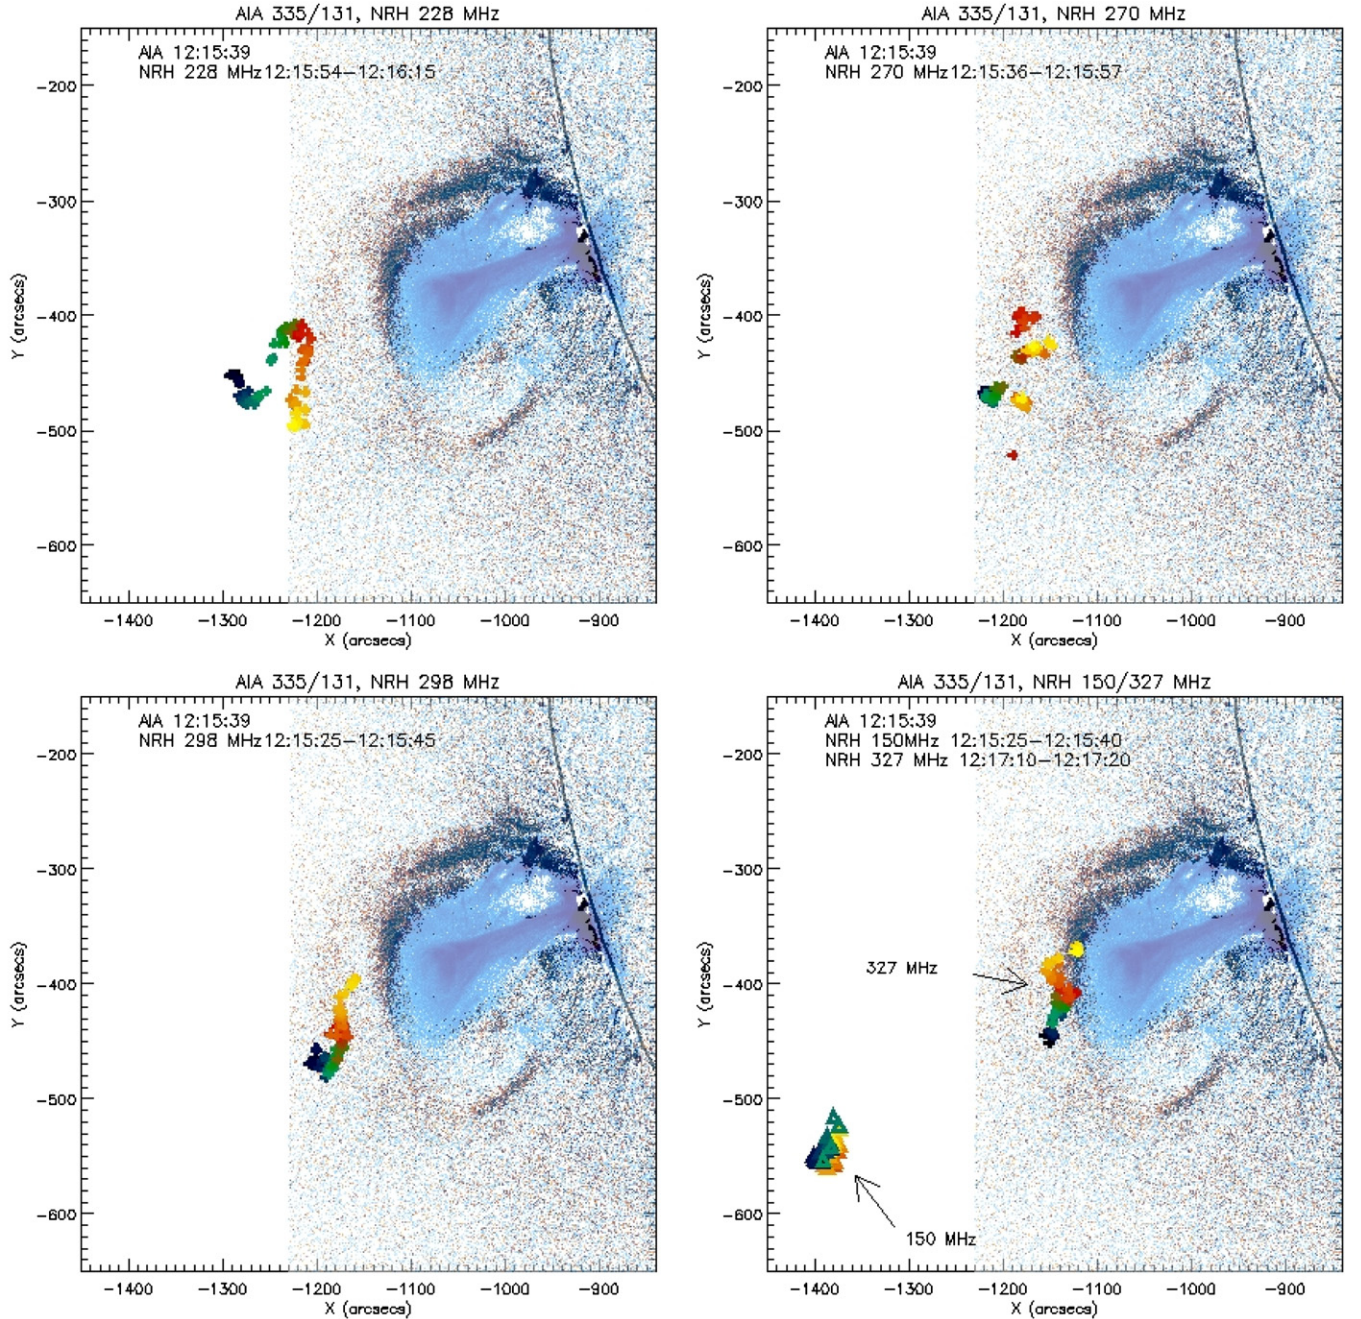 AIA 335/131, NRH 228 MHz
AIA 12:15:39
NRH 228 MHz12:15:54-12:16:15
-200
-300
-400
-500
-600
Y (arcsecs)
-1400 -1300 -1200 -1100 -1000 -900
X (arcsecs)
AIA 335/131, NRH 270 MHz
AIA 12:15:39
NRH 270 MHz12:15:36-12:15:57
-200
-300
-400
-500
-600
Y (arcsecs)
-1400 -1300 -1200 -1100 -1000 -900
X (arcsecs)
AIA 335/131, NRH 298 MHz
AIA 12:15:39
NRH 298 MHz12:15:25-12:15:45
-200
-300
-400
-500
-600
Y (arcsecs)
-1400 -1300 -1200 -1100 -1000 -900
X (arcsecs)
AIA 335/131, NRH 150/327 MHz
AIA 12:15:39
NRH 150MHz 12:15:25-12:15:40
NRH 327 MHz 12:17:10-12:17:20
-200
-300
-400
-500
-600
Y (arcsecs)
327 MHz
150 MHz
-1400 -1300 -1200 -1100 -1000 -900
X (arcsecs)